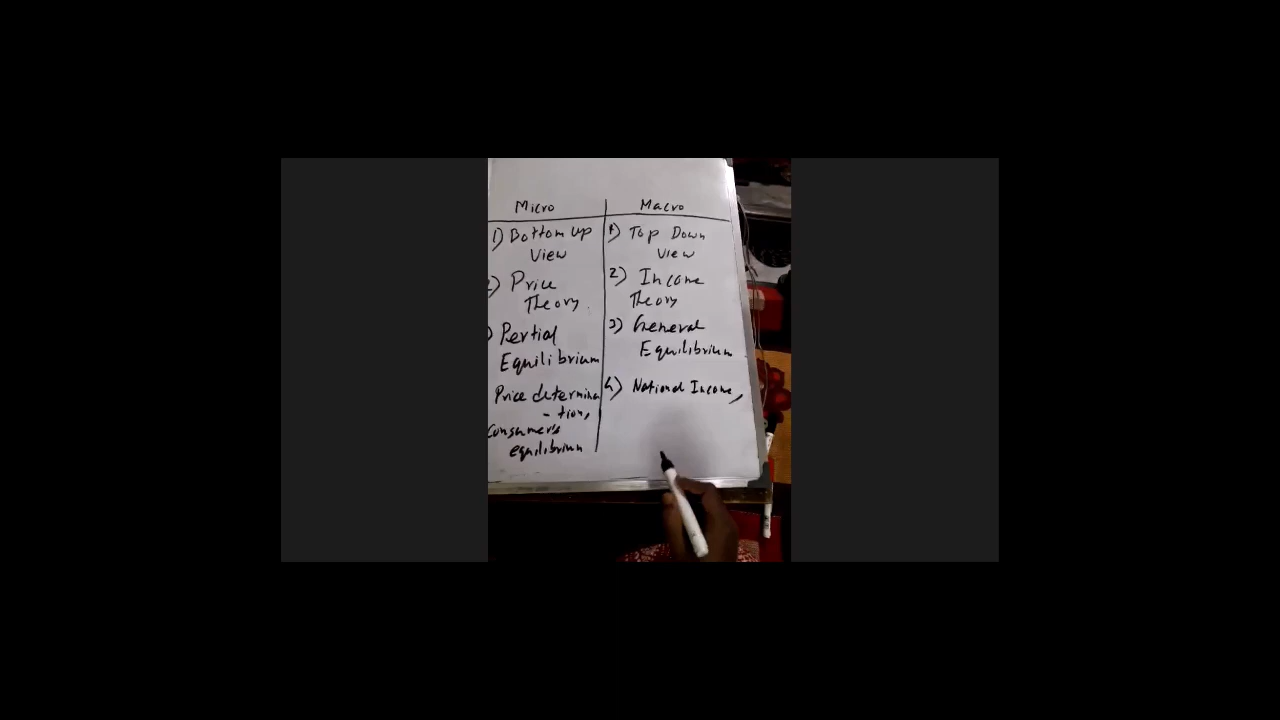 Micro
Macro
1) Bottom up
View
2) Price
Theory.
) Pertial
Equilibrium
Price determina
- tion,
Consumer's
equilibrium
1) Top Down
View
2) Income
Theory
3) General
Equilibrium
4) National Income,